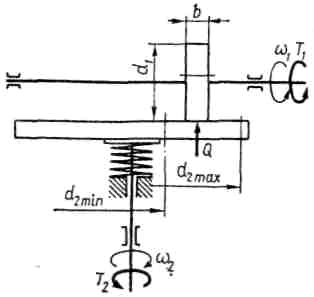 b
d₁
ω₁ T₁
Q
d₂max
d₂min
ω₂
T₂